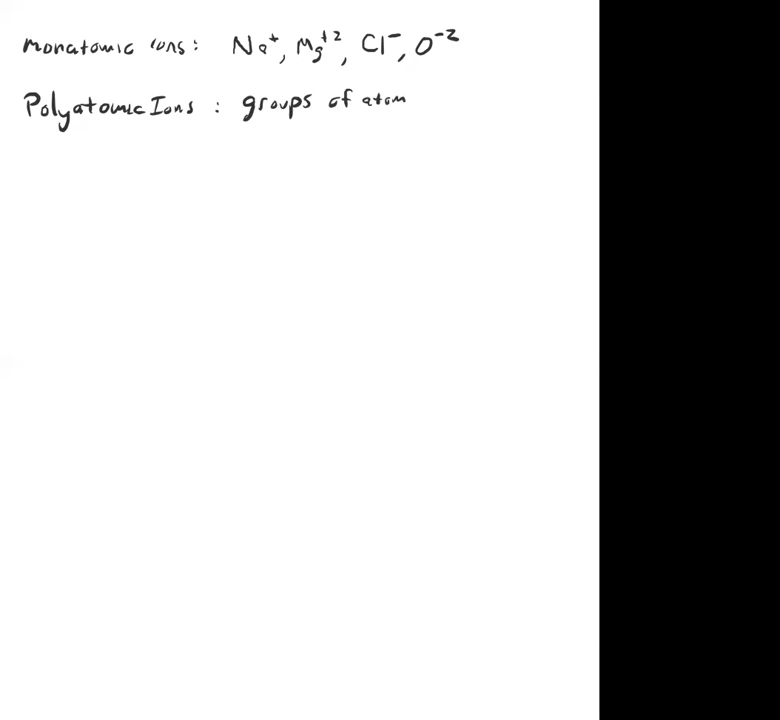 monatomic ions: Na⁺, Mg⁺², Cl⁻, O⁻²
Polyatomic Ions: groups of atom